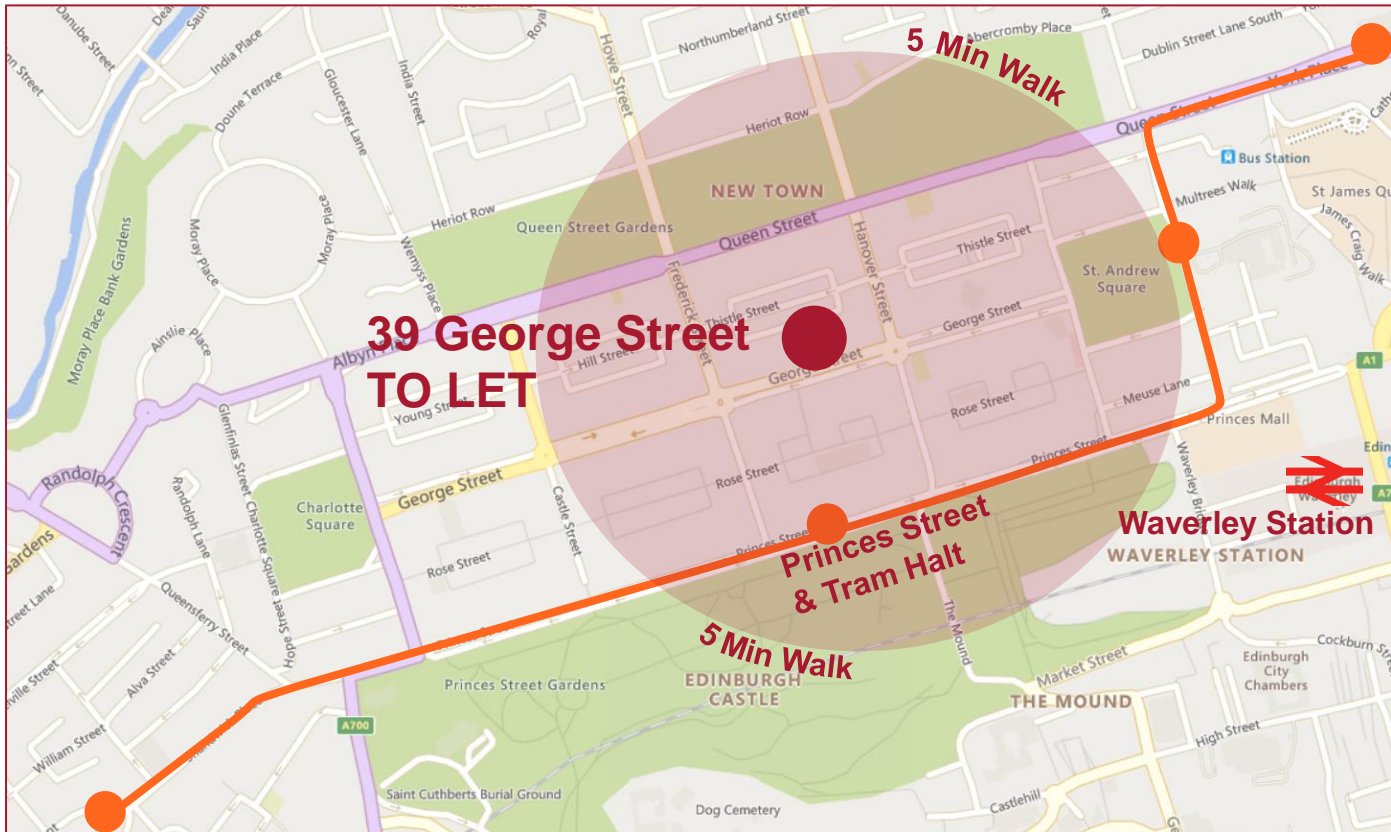 Danube Street
India Place
Gloucester Lane
India Street
Royal
Howe Street
Northumberland Street
5 Min Walk
Abercromby Place
Dublin Street Lane South
York Place
Doune Terrace
Heriot Row
Queen Street
Bus Station
NEW TOWN
Multrees Walk
St James Qu
James Craig Walk
Moray Place
Moray Place
Moray Place
Heriot Row
Wemyss Place
Queen Street Gardens
Queen Street
Hanover Street
Thistle Street
St. Andrew
Square
Moray Place Bank Gardens
Ainslie Place
Frederick Street
Thistle Street
George Street
39 George Street
TO LET
Albyn Place
Hill Street
George Street
Young Street
Rose Street
Meuse Lane
A1
Princes Mall
Glenfinlas Street
Randolph Crescent
Randolph Lane
Charlotte
Square
George Street
Castle Street
Rose Street
Princes Street
Waverley Bridge
Edinburgh
Waverley
Waverley Station
WAVERLEY STATION
Gardens
Street Lane
Charlotte Square
Hope Street
Rose Street
Princes Street
Princes Street
& Tram Halt
Queensferry Street
The Mound
5 Min Walk
Cockburn Street
Alva Street
Princes Street Gardens
EDINBURGH
CASTLE
Market Street
Edinburgh
City
Chambers
THE MOUND
William Street
A700
High Street
Saint Cuthberts Burial Ground
Dog Cemetery
Castlehill